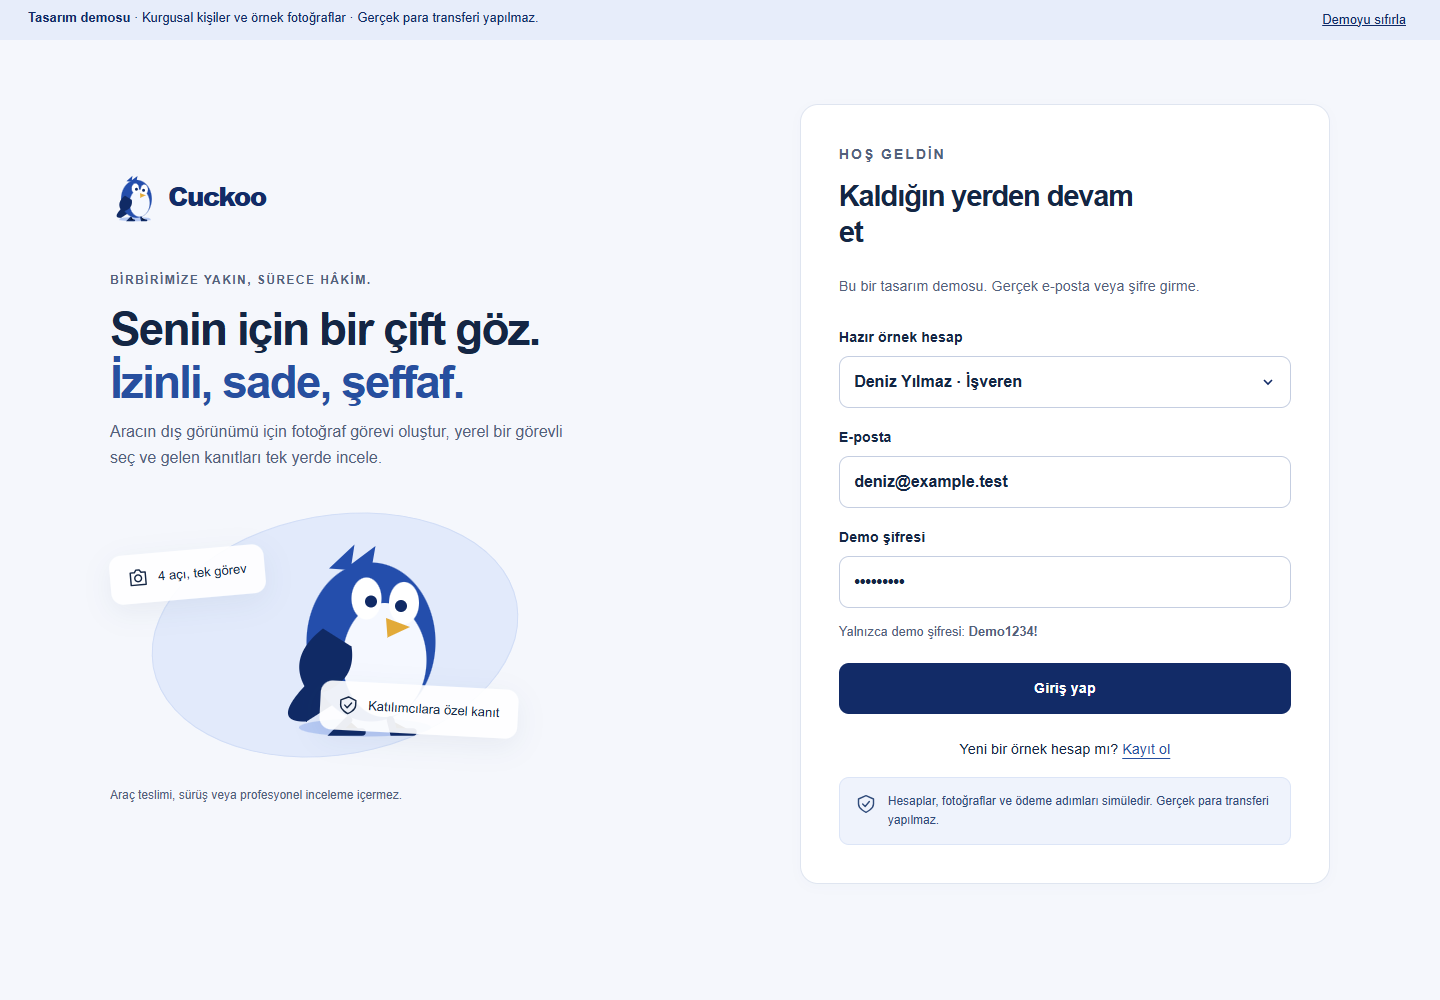 Tasarım demosu · Kurgusal kişiler ve örnek fotoğraflar · Gerçek para transferi yapılmaz.
Demoyu sıfırla
Cuckoo
BİRBİRİMİZE YAKIN, SÜRECE HÂKİM.
Senin için bir çift göz.
İzinli, sade, şeffaf.
Aracın dış görünümü için fotoğraf görevi oluştur, yerel bir görevli
seç ve gelen kanıtları tek yerde incele.
4 açı, tek görev
Katılımcılara özel kanıt
Araç teslimi, sürüş veya profesyonel inceleme içermez.
HOŞ GELDİN
Kaldığın yerden devam
et
Bu bir tasarım demosu. Gerçek e-posta veya şifre girme.
Hazır örnek hesap
Deniz Yılmaz · İşveren
E-posta
deniz@example.test
Demo şifresi
•••••••••
Yalnızca demo şifresi: Demo1234!
Giriş yap
Yeni bir örnek hesap mı? Kayıt ol
Hesaplar, fotoğraflar ve ödeme adımları simüledir. Gerçek para transferi
yapılmaz.